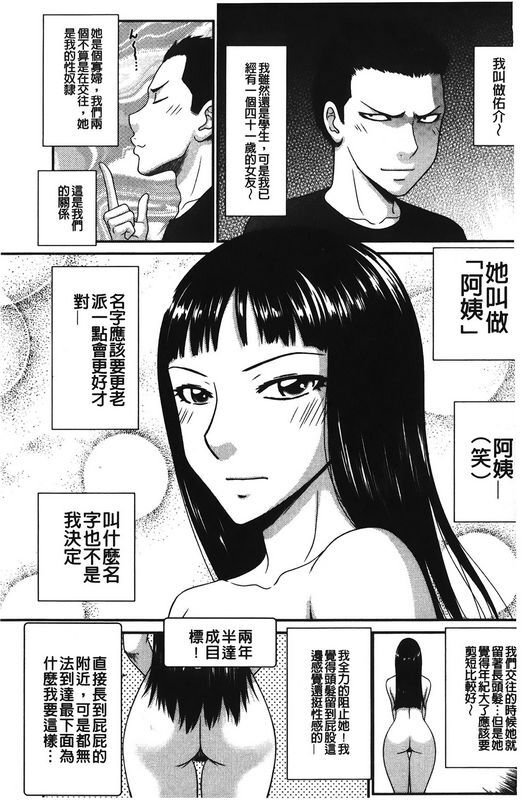 我叫做佑介～
我雖然還是學生，可是我已
經有一個四十一歲的女友～
她是個寡婦，我們兩
個不算是在交往，她
是我的性奴隸
這是我們
的關係
她叫做
「阿姨」
阿姨—
（笑）
名字應該要更老
派一點會更好才
對—
叫什麼名
字也不是
我決定
我們交往的時候她就
留著長頭髮…但是她
覺得年紀大了應該要
剪短比較好～
我全力的阻止她！我
覺得頭髮留到屁股這
邊感覺還挺性感的—
兩年
半達
成目
標！
直接長到屁屁的
附近，可是都無
法到達最下面為
什麼我要這樣…